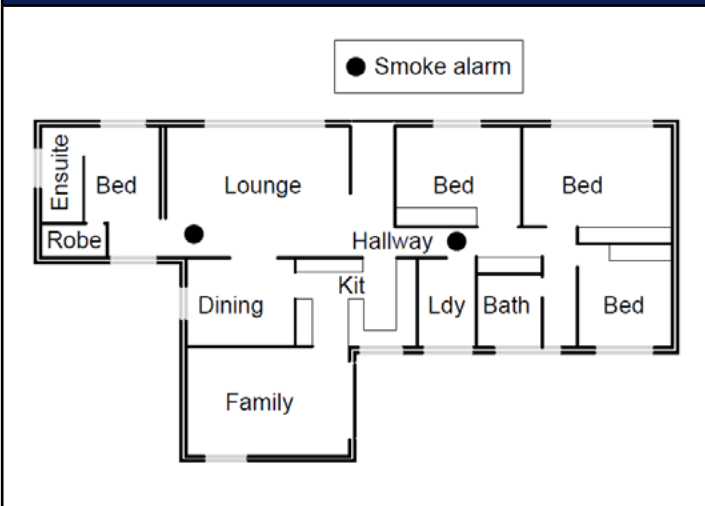 Smoke alarm
Ensuite
Bed
Lounge
Bed
Bed
Robe
Hallway
Kit
Dining
Ldy
Bath
Bed
Family